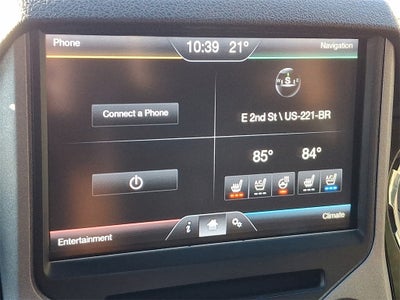 Phone
10:39 21°
Navigation
S
Connect a Phone
E 2nd St \ US-221-BR
85° 84°
Entertainment
i
Climate